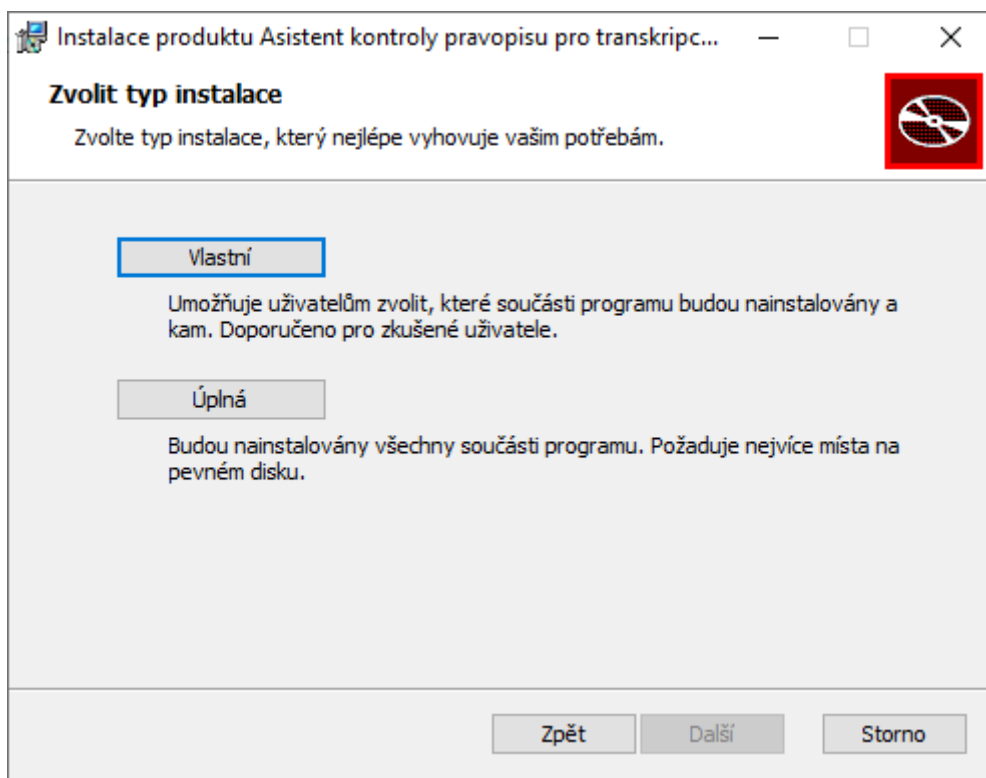 Instalace produktu Asistent kontroly pravopisu pro transkripc...
Zvolit typ instalace
Zvolte typ instalace, který nejlépe vyhovuje vašim potřebám.
Vlastní
Umožňuje uživatelům zvolit, které součásti programu budou nainstalovány a
kam. Doporučeno pro zkušené uživatele.
Úplná
Budou nainstalovány všechny součásti programu. Požaduje nejvíce místa na
pevném disku.
Zpět Další Storno